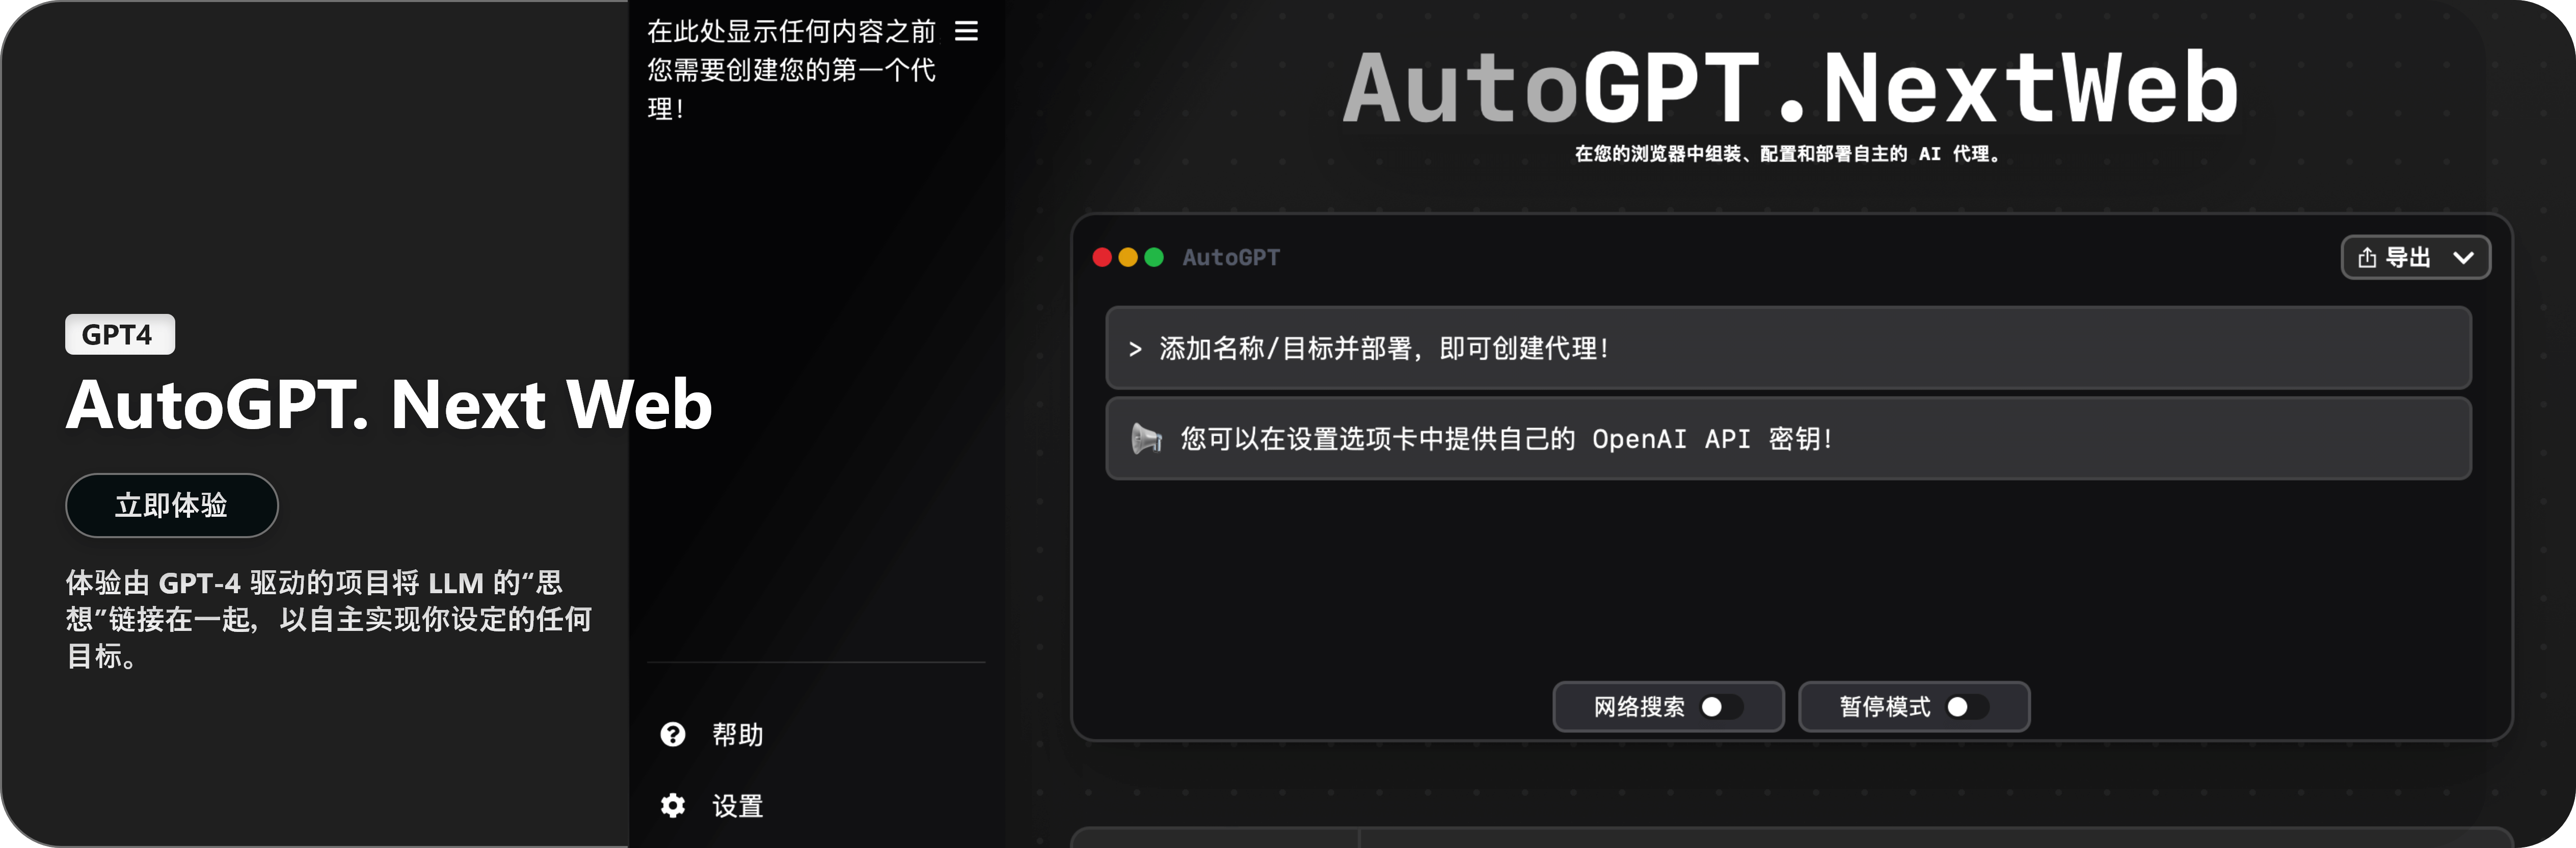 GPT4
AutoGPT. Next Web
立即体验
体验由 GPT-4 驱动的项目将 LLM 的“思
想”链接在一起，以自主实现你设定的任何
目标。
在此处显示任何内容之前
您需要创建您的第一个代
理！
帮助
设置
AutoGPT.NextWeb
在您的浏览器中组装、配置和部署自主的 AI 代理。
AutoGPT
导出
> 添加名称/目标并部署，即可创建代理！
您可以在设置选项卡中提供自己的 OpenAI API 密钥！
网络搜索
暂停模式